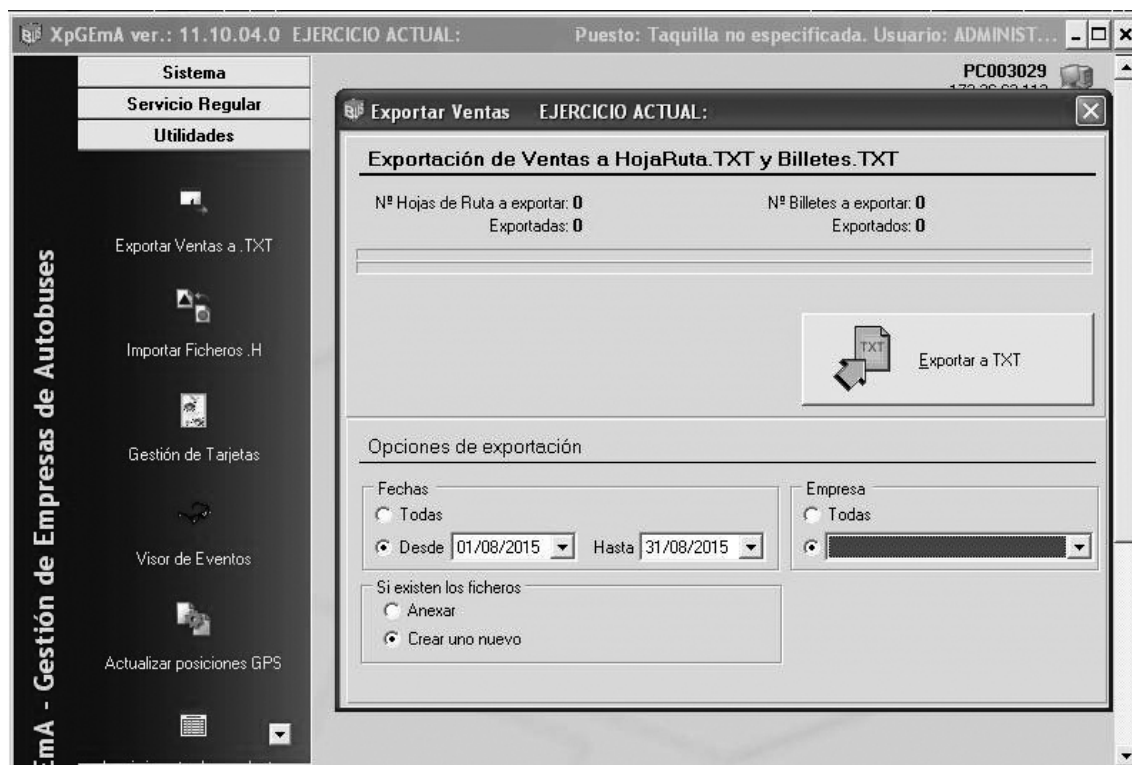 XpGEmA ver.: 11.10.04.0 EJERCICIO ACTUAL: Puesto: Taquilla no especificada. Usuario: ADMINIST...
Sistema
Servicio Regular
Utilidades
Exportar Ventas a .TXT
Importar Ficheros .H
Gestión de Tarjetas
Visor de Eventos
Actualizar posiciones GPS
EmA - Gestión de Empresas de Autobuses
PC003029
Exportar Ventas EJERCICIO ACTUAL:
Exportación de Ventas a HojaRuta.TXT y Billetes.TXT
Nº Hojas de Ruta a exportar: 0 Nº Billetes a exportar: 0
Exportadas: 0 Exportados: 0
TXT
Exportar a TXT
Opciones de exportación
Fechas
Todas
Desde 01/08/2015 Hasta 31/08/2015
Empresa
Todas
Si existen los ficheros
Anexar
Crear uno nuevo